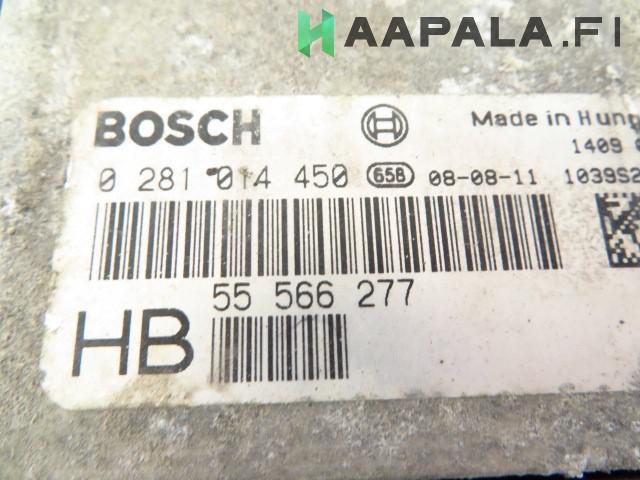 HAAPALA.FI
BOSCH
Made in Hung
1409
0 281 014 450 658 08-08-11 1039S2
55 566 277
HB